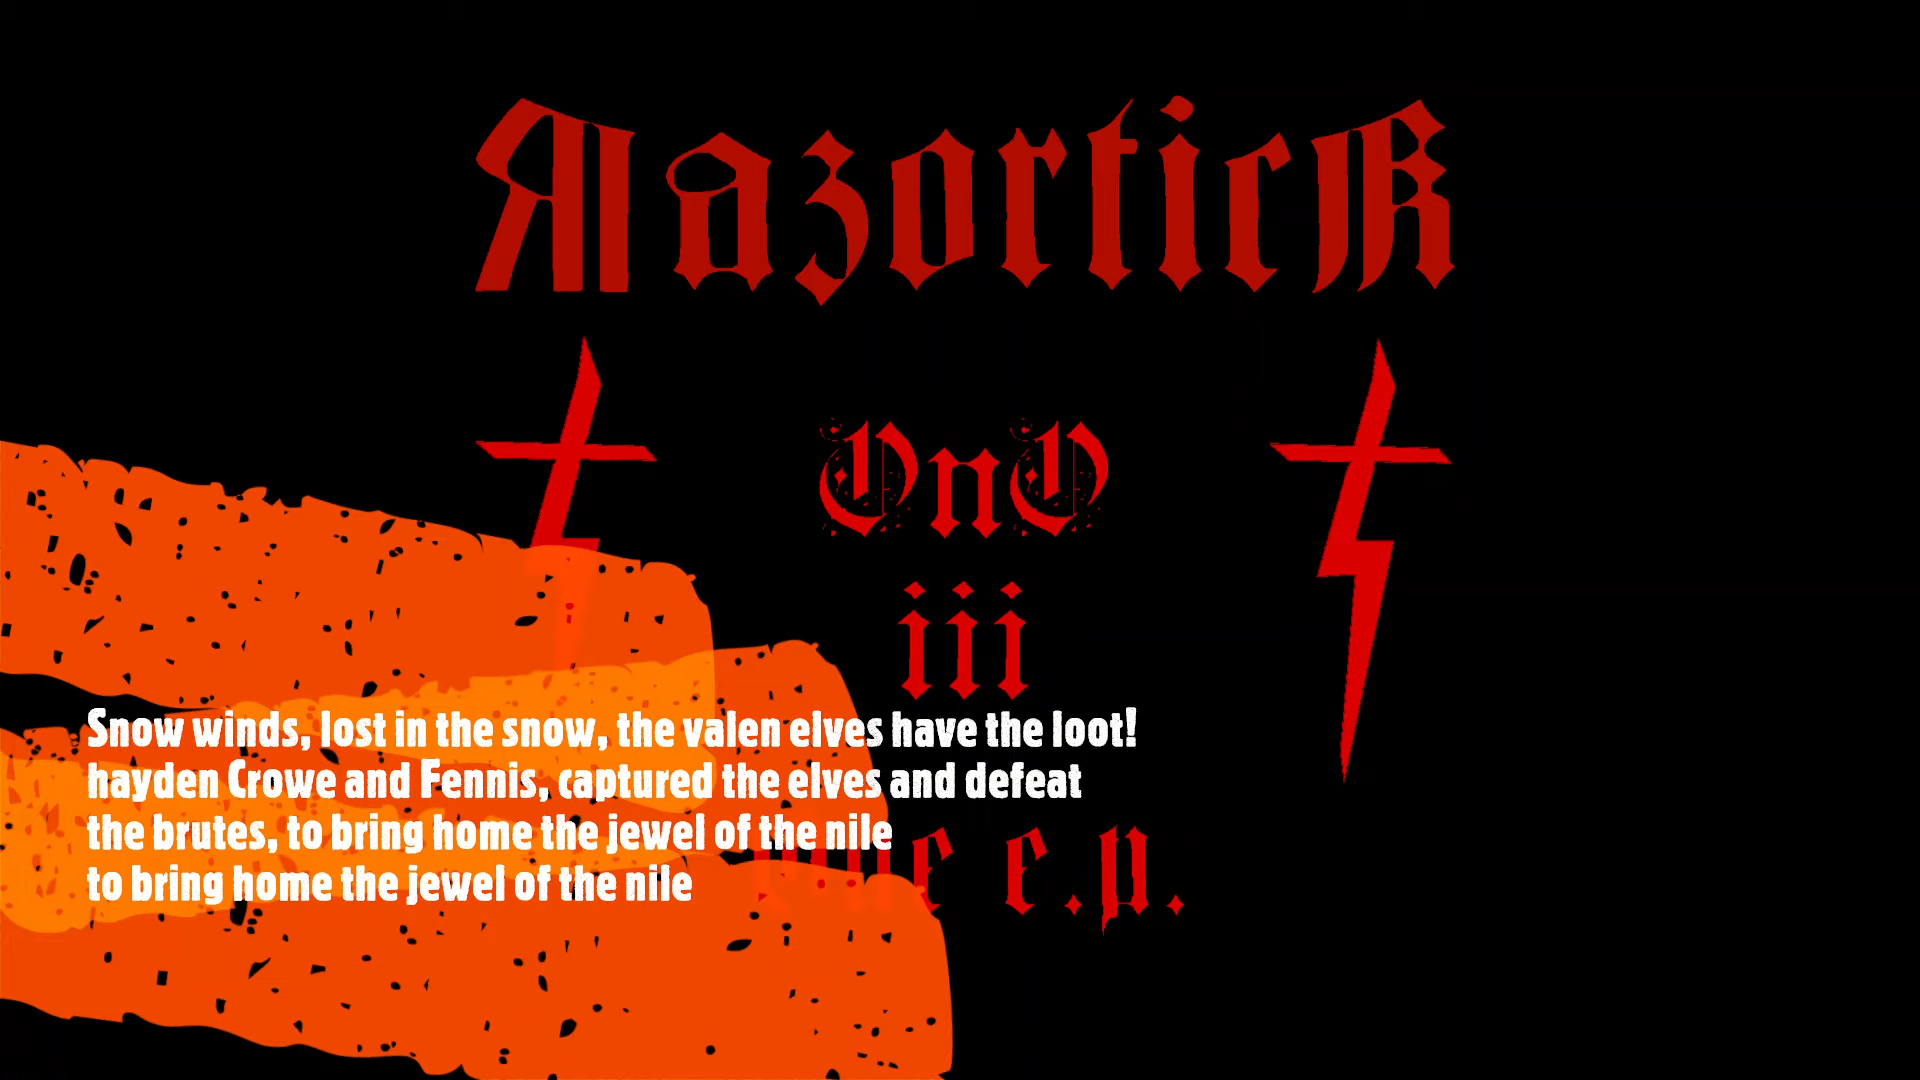 RazorticK
DnD
iii
e.p.
Snow winds, lost in the snow, the valen elves have the loot!
hayden Crowe and Fennis, captured the elves and defeat
the brutes, to bring home the jewel of the nile
to bring home the jewel of the nile